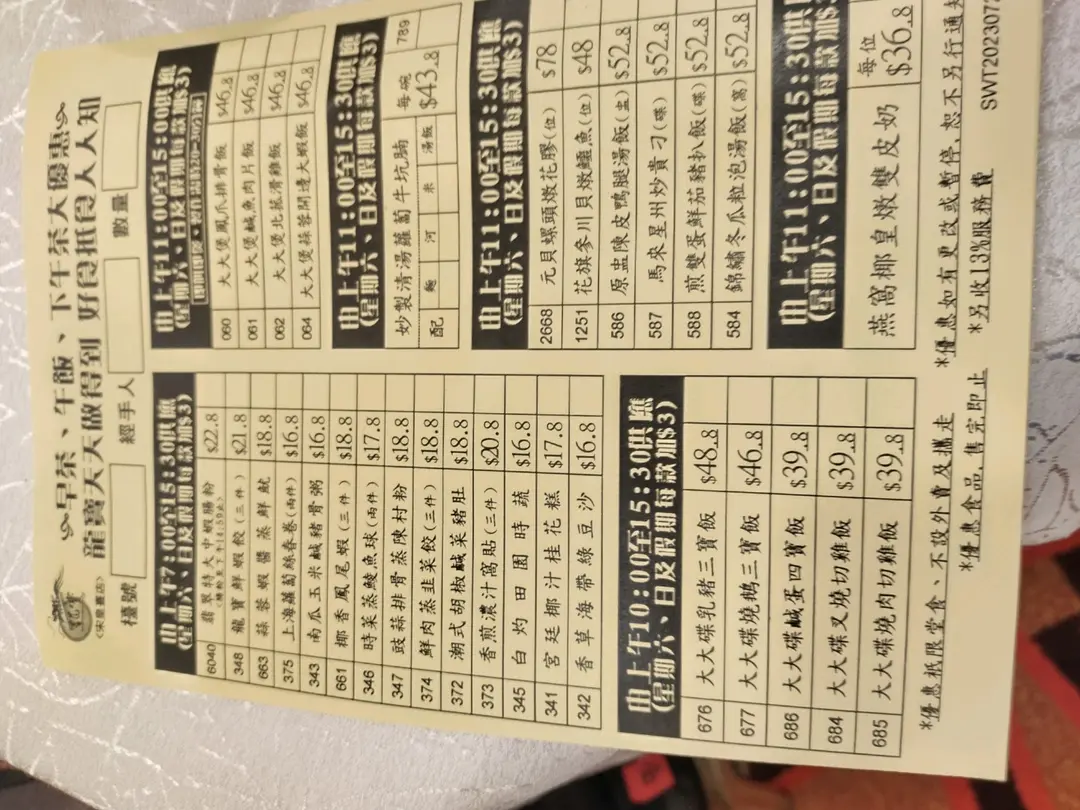 早茶、午飯、下午茶大優惠
龍寶天天做得到 好食抵食人人知
檯號 經手人 數量
由上午7:00至15:30供應
(星期六、日及假期每款加$3)
6040 翡翠特大中蝦腸粉 $22.8
348 龍寶鮮蝦餃(三件) $21.8
663 蒜蓉蝦醬蒸鮮魷 $18.8
375 上海蘿蔔絲春卷(兩件) $16.8
343 南瓜玉米鹹豬骨粥 $16.8
661 椰香鳳尾蝦(三件) $18.8
346 時菜蒸鯪魚球(兩件) $17.8
347 豉蒜排骨蒸陳村粉 $18.8
374 鮮肉蒸韭菜餃(三件) $18.8
372 潮式胡椒鹹菜豬肚 $18.8
373 香煎濃汁窩貼(三件) $20.8
345 白灼田園時蔬 $16.8
341 宮廷椰汁桂花糕 $17.8
342 香草海帶綠豆沙 $16.8
由上午10:00至15:30供應
(星期六、日及假期每款加$3)
676 大大碟乳豬三寶飯 $48.8
677 大大碟燒鵝三寶飯 $46.8
686 大大碟鹹蛋四寶飯 $39.8
684 大大碟叉燒切雞飯 $39.8
685 大大碟燒肉肉切雞飯 $39.8
由上午11:00至15:00供應
(星期六、日及假期每款加$3)
060 大大煲鳳爪排骨飯 $46.8
061 大大煲鹹魚肉片飯 $46.8
062 大大煲北菇滑雞飯 $46.8
064 大大煲蒜蓉開邊大蝦飯 $46.8
由上午11:00至15:30供應
(星期六、日及假期每款加$3)
789
妙製清湯蘿蔔牛坑腩 每碗 $43.8
配 麵 河 米 湯飯
由上午11:00至15:30供應
(星期六、日及假期每款加$3)
2668 元貝螺頭燉花膠(位) $78
1251 花旗參川貝燉鱷魚(位) $48
586 原盅陳皮鴨腿湯飯(盅) $52.8
587 馬來星州炒貴刁(碟) $52.8
588 煎雙蛋鮮茄豬扒飯(碟) $52.8
584 錦繡冬瓜粒泡湯飯(窩) $52.8
由上午11:00至15:30供應
(星期六、日及假期每款加$3)
燕窩椰皇燉雙皮奶 每位 $36.8
*優惠祇限堂食、不設外賣及攜走 *優惠如有更改或暫停,恕不另行通知
*優惠食品,售完即止 *另收13%服務費 SWT202307